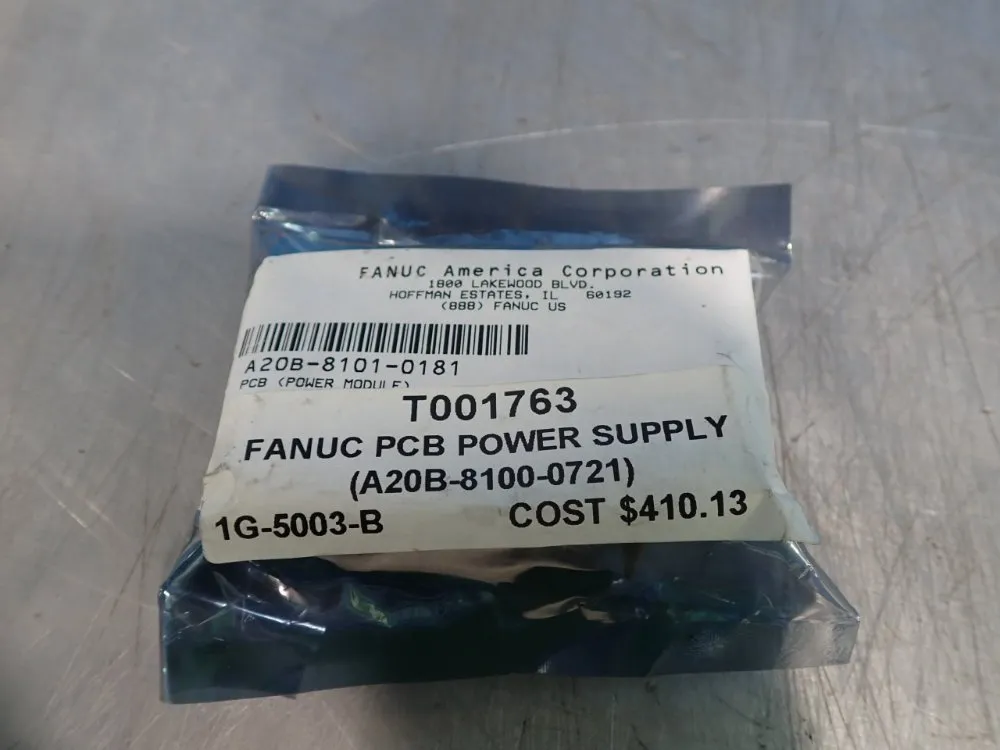 FANUC America Corporation
1800 LAKEWOOD BLVD.
HOFFMAN ESTATES, IL 60192
(888) FANUC US
A20B-8101-0181
PCB (POWER MODULE)
T001763
FANUC PCB POWER SUPPLY
(A20B-8100-0721)
1G-5003-B COST $410.13